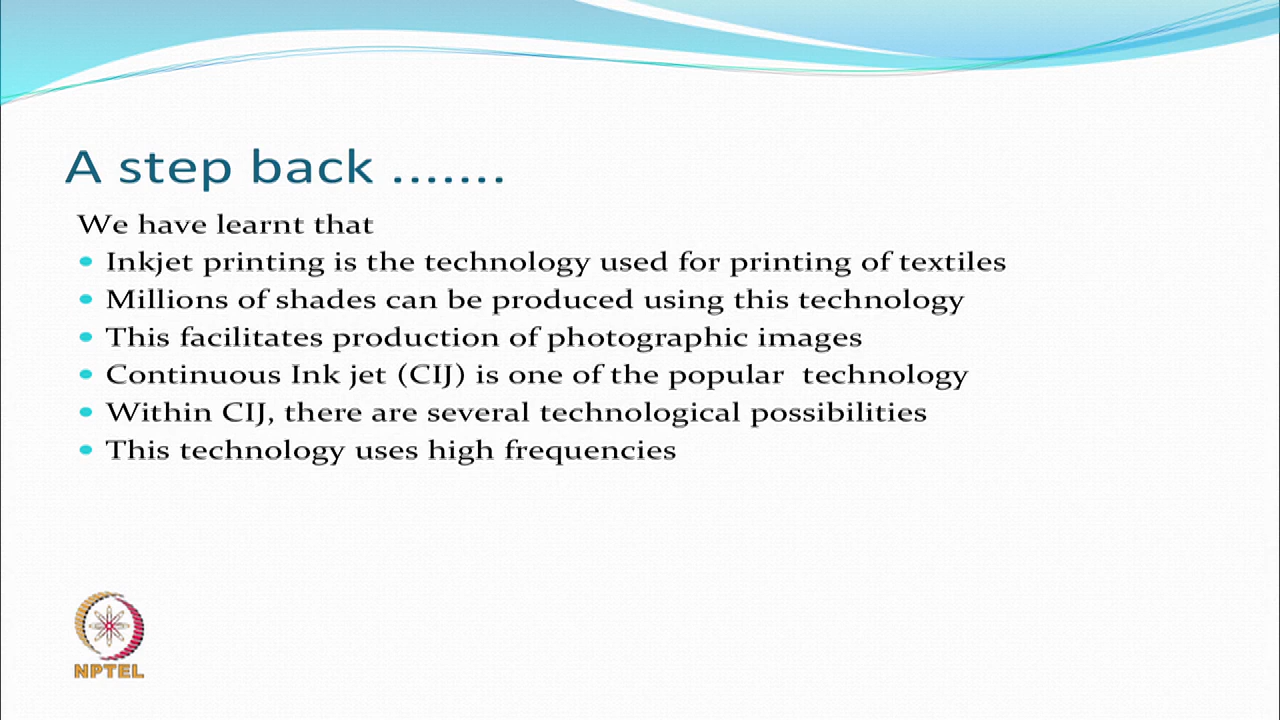 A step back .......
We have learnt that
Inkjet printing is the technology used for printing of textiles
Millions of shades can be produced using this technology
This facilitates production of photographic images
Continuous Ink jet (CIJ) is one of the popular technology
Within CIJ, there are several technological possibilities
This technology uses high frequencies
NPTEL